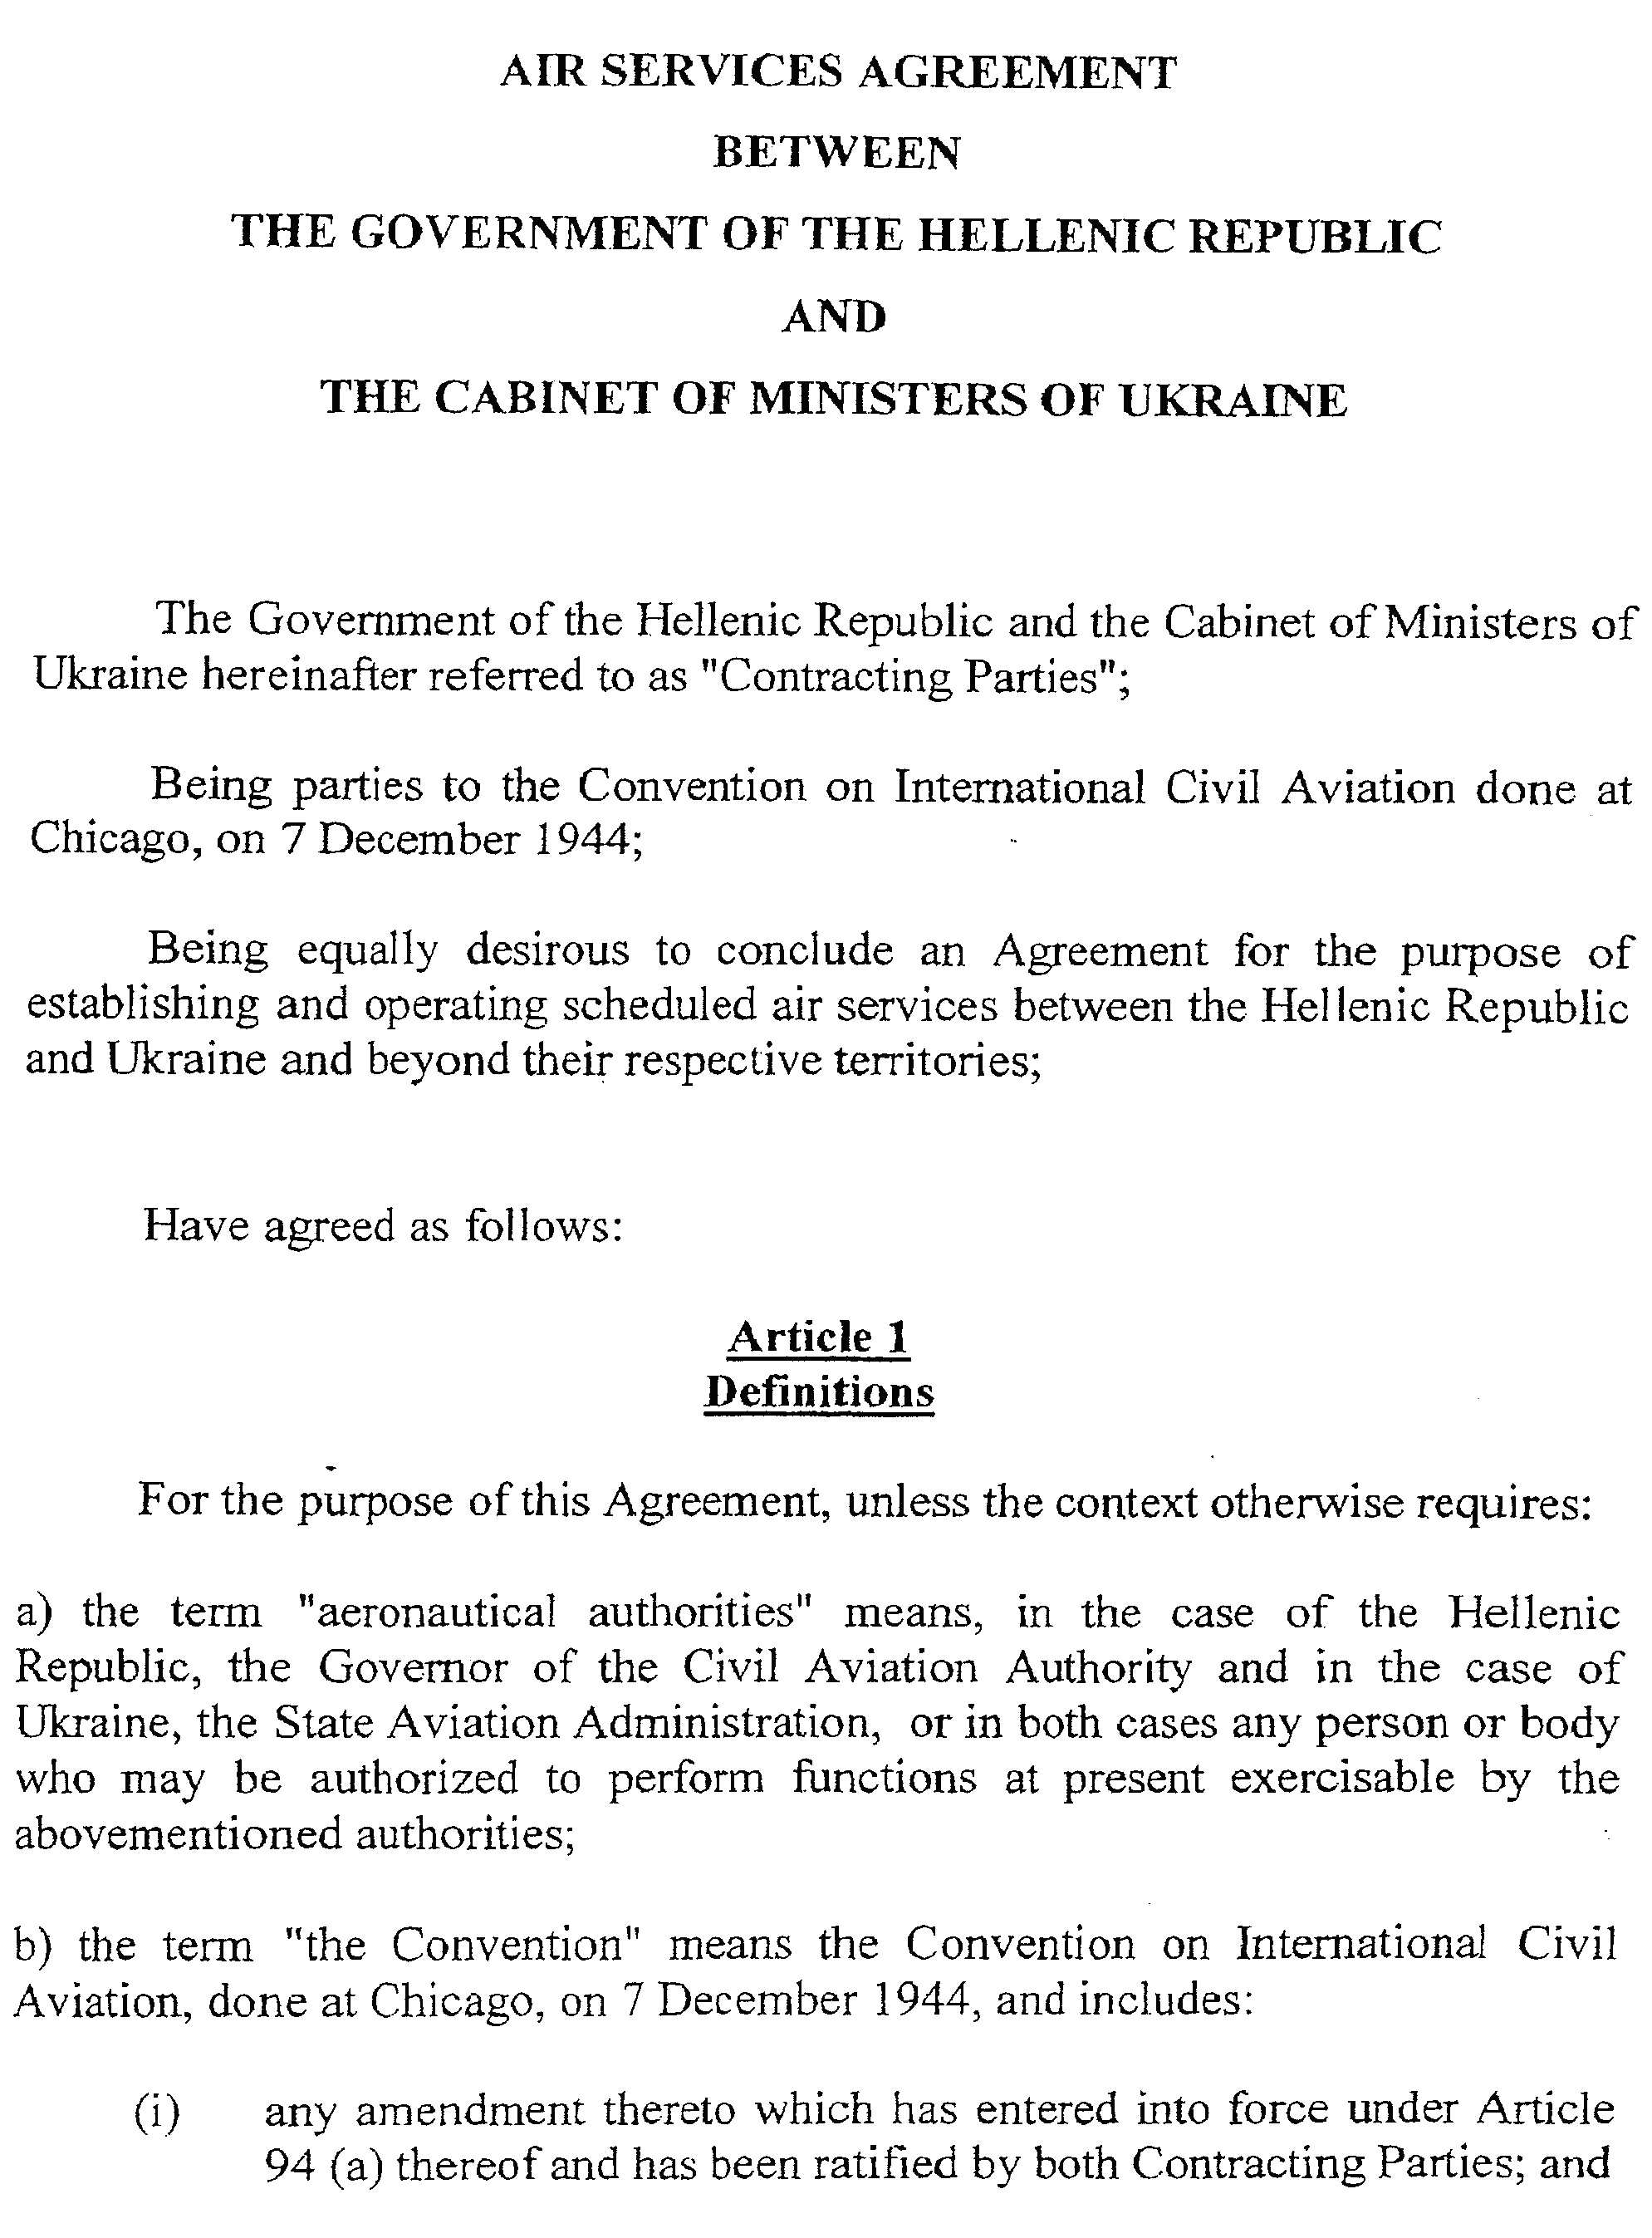 AIR SERVICES AGREEMENT
BETWEEN
THE GOVERNMENT OF THE HELLENIC REPUBLIC
AND
THE CABINET OF MINISTERS OF UKRAINE
The Government of the Hellenic Republic and the Cabinet of Ministers of
Ukraine hereinafter referred to as "Contracting Parties";
Being parties to the Convention on International Civil Aviation done at
Chicago, on 7 December 1944;
Being equally desirous to conclude an Agreement for the purpose of
establishing and operating scheduled air services between the Hellenic Republic
and Ukraine and beyond their respective territories;
Have agreed as follows:
Article 1
Definitions
For the purpose of this Agreement, unless the context otherwise requires:
a) the term "aeronautical authorities" means, in the case of the Hellenic
Republic, the Governor of the Civil Aviation Authority and in the case of
Ukraine, the State Aviation Administration, or in both cases any person or body
who may be authorized to perform functions at present exercisable by the
abovementioned authorities;
b) the term "the Convention" means the Convention on International Civil
Aviation, done at Chicago, on 7 December 1944, and includes:
(i) any amendment thereto which has entered into force under Article
94 (a) thereof and has been ratified by both Contracting Parties; and